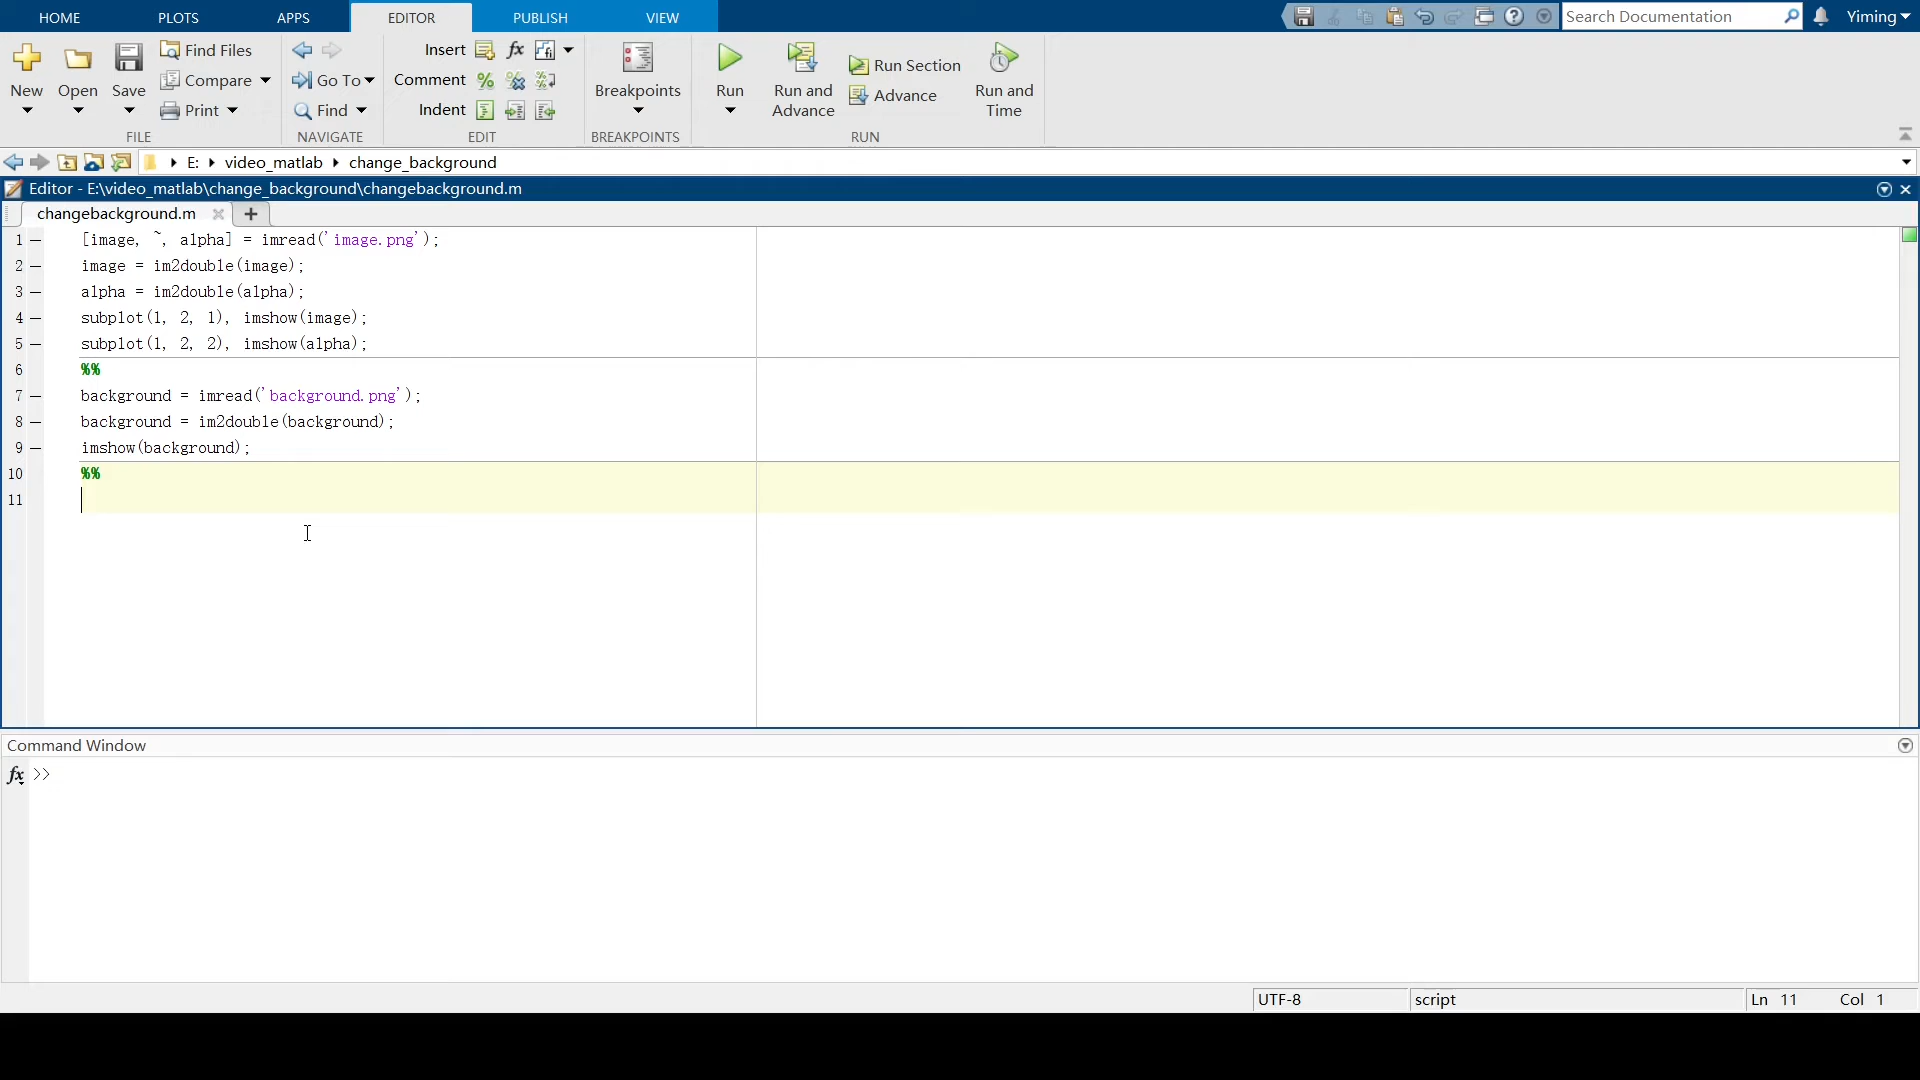 HOME PLOTS APPS EDITOR PUBLISH VIEW Search Documentation Yiming
New Open Save Find Files Compare Print
FILE
Go To Find
NAVIGATE
Insert fx
Comment
Indent
EDIT
Breakpoints
BREAKPOINTS
Run Run and Advance Run Section Advance Run and Time
RUN
E: video_matlab change_background
Editor - E:\video_matlab\change_background\changebackground.m
changebackground.m +
1 [image, ~, alpha] = imread('image.png');
2 image = im2double(image);
3 alpha = im2double(alpha);
4 subplot(1, 2, 1), imshow(image);
5 subplot(1, 2, 2), imshow(alpha);
6 %%
7 background = imread('background.png');
8 background = im2double(background);
9 imshow(background);
10 %%
11
Command Window
fx >>
UTF-8 script Ln 11 Col 1